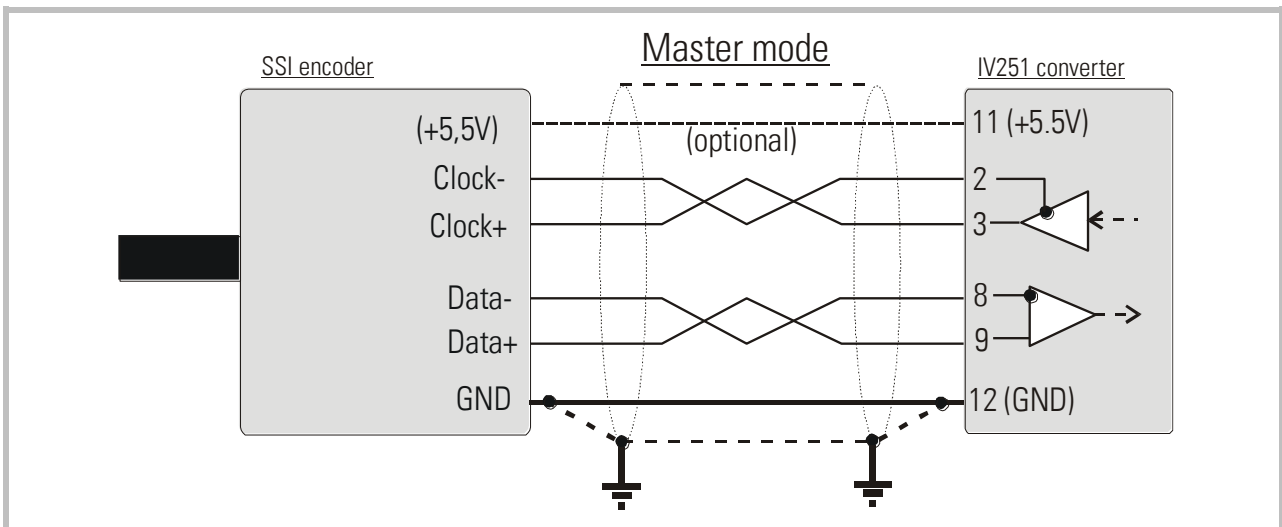 Master mode
SSI encoder
IV251 converter
(+5,5V)
(optional)
11 (+5.5V)
Clock-
2
Clock+
3
Data-
8
Data+
9
GND
12 (GND)